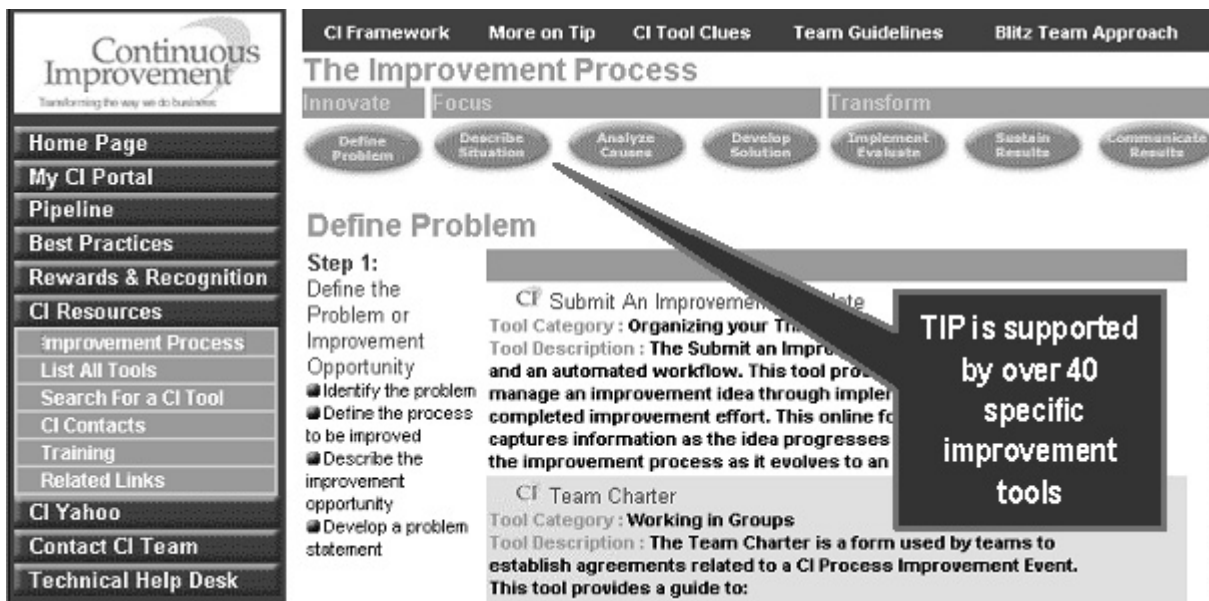 Continuous
Improvement
Transforming the way we do business
Home Page
My CI Portal
Pipeline
Best Practices
Rewards & Recognition
CI Resources
Improvement Process
List All Tools
Search For a CI Tool
CI Contacts
Training
Related Links
CI Yahoo
Contact CI Team
Technical Help Desk
CI Framework More on Tip CI Tool Clues Team Guidelines Blitz Team Approach
The Improvement Process
Innovate Focus Transform
Define Problem
Describe Situation
Analyze Causes
Develop Solution
Implement Evaluate
Sustain Results
Communicate Results
Define Problem
Step 1:
Define the
Problem or
Improvement
Opportunity
Identify the problem
Define the process
to be improved
Describe the
improvement
opportunity
Develop a problem
statement
CI Submit An Improvement
Tool Category : Organizing your
Tool Description : The Submit an
and an automated workflow. This tool
manage an improvement idea through
completed improvement effort. This online
captures information as the idea progresses
the improvement process as it evolves to an
CI Team Charter
Tool Category : Working in Groups
Tool Description : The Team Charter is a form used by teams to
establish agreements related to a CI Process Improvement Event.
This tool provides a guide to:
TIP is supported
by over 40
specific
improvement
tools